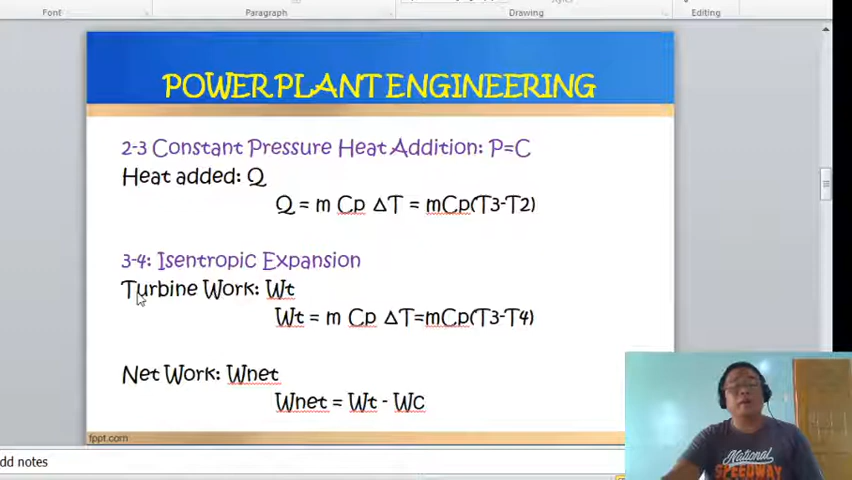 Font
Paragraph
Drawing
Editing
POWER PLANT ENGINEERING
2-3 Constant Pressure Heat Addition: P=C
Heat added: Q
Q = m Cp ΔT = mCp(T3-T2)
3-4: Isentropic Expansion
Turbine Work: Wt
Wt = m Cp ΔT=mCp(T3-T4)
Net Work: Wnet
Wnet = Wt - WC
fppt.com
dd notes
National
SPEEDWAY